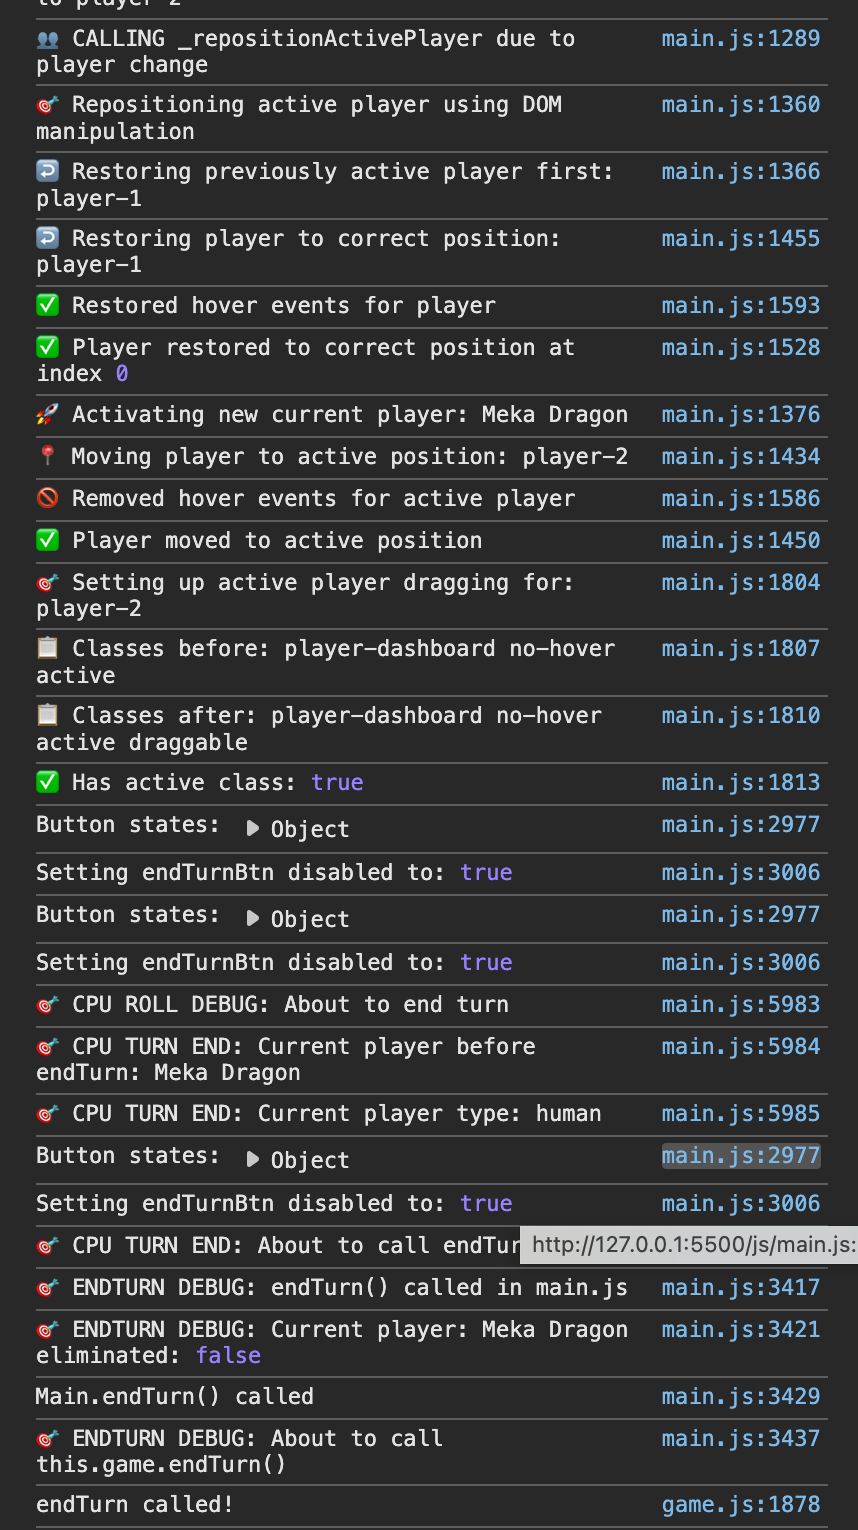 to player-2
👥 CALLING _repositionActivePlayer due to player change main.js:1289
🎯 Repositioning active player using DOM manipulation main.js:1360
↩️ Restoring previously active player first: player-1 main.js:1366
↩️ Restoring player to correct position: player-1 main.js:1455
✅ Restored hover events for player main.js:1593
✅ Player restored to correct position at index 0 main.js:1528
🚀 Activating new current player: Meka Dragon main.js:1376
📍 Moving player to active position: player-2 main.js:1434
🚫 Removed hover events for active player main.js:1586
✅ Player moved to active position main.js:1450
🎯 Setting up active player dragging for: player-2 main.js:1804
📋 Classes before: player-dashboard no-hover active main.js:1807
📋 Classes after: player-dashboard no-hover active draggable main.js:1810
✅ Has active class: true main.js:1813
Button states: ▶ Object main.js:2977
Setting endTurnBtn disabled to: true main.js:3006
Button states: ▶ Object main.js:2977
Setting endTurnBtn disabled to: true main.js:3006
🎯 CPU ROLL DEBUG: About to end turn main.js:5983
🎯 CPU TURN END: Current player before endTurn: Meka Dragon main.js:5984
🎯 CPU TURN END: Current player type: human main.js:5985
Button states: ▶ Object main.js:2977
Setting endTurnBtn disabled to: true main.js:3006
🎯 CPU TURN END: About to call endTur
http://127.0.0.1:5500/js/main.js:
🎯 ENDTURN DEBUG: endTurn() called in main.js main.js:3417
🎯 ENDTURN DEBUG: Current player: Meka Dragon eliminated: false main.js:3421
Main.endTurn() called main.js:3429
🎯 ENDTURN DEBUG: About to call this.game.endTurn() main.js:3437
endTurn called! game.js:1878